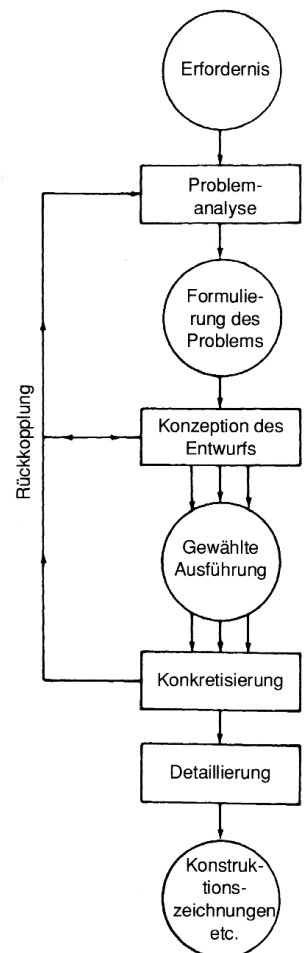 Erfordernis
Problem-
analyse
Formulie-
rung des
Problems
Rückkopplung
Konzeption des
Entwurfs
Gewählte
Ausführung
Konkretisierung
Detaillierung
Konstruk-
tions-
zeichnungen
etc.